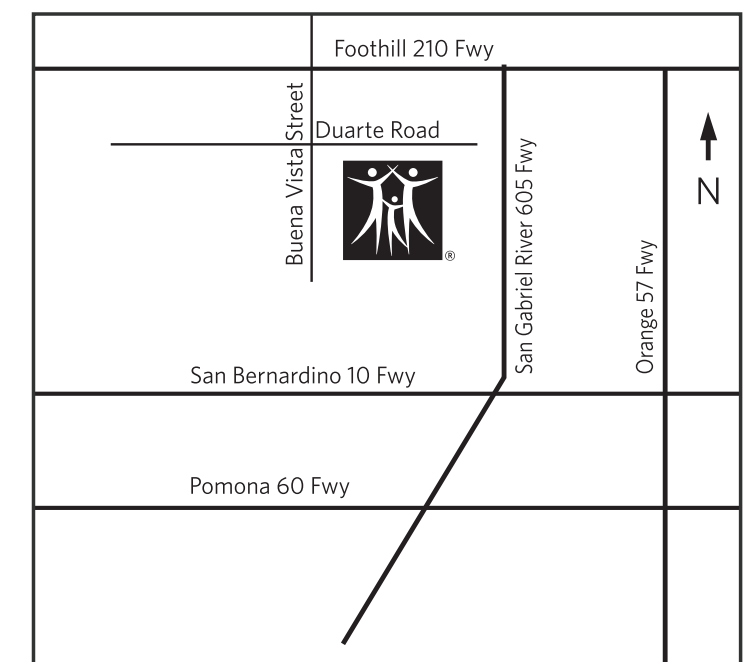 Foothill 210 Fwy
Buena Vista Street
Duarte Road
®
San Gabriel River 605 Fwy
Orange 57 Fwy
N
San Bernardino 10 Fwy
Pomona 60 Fwy